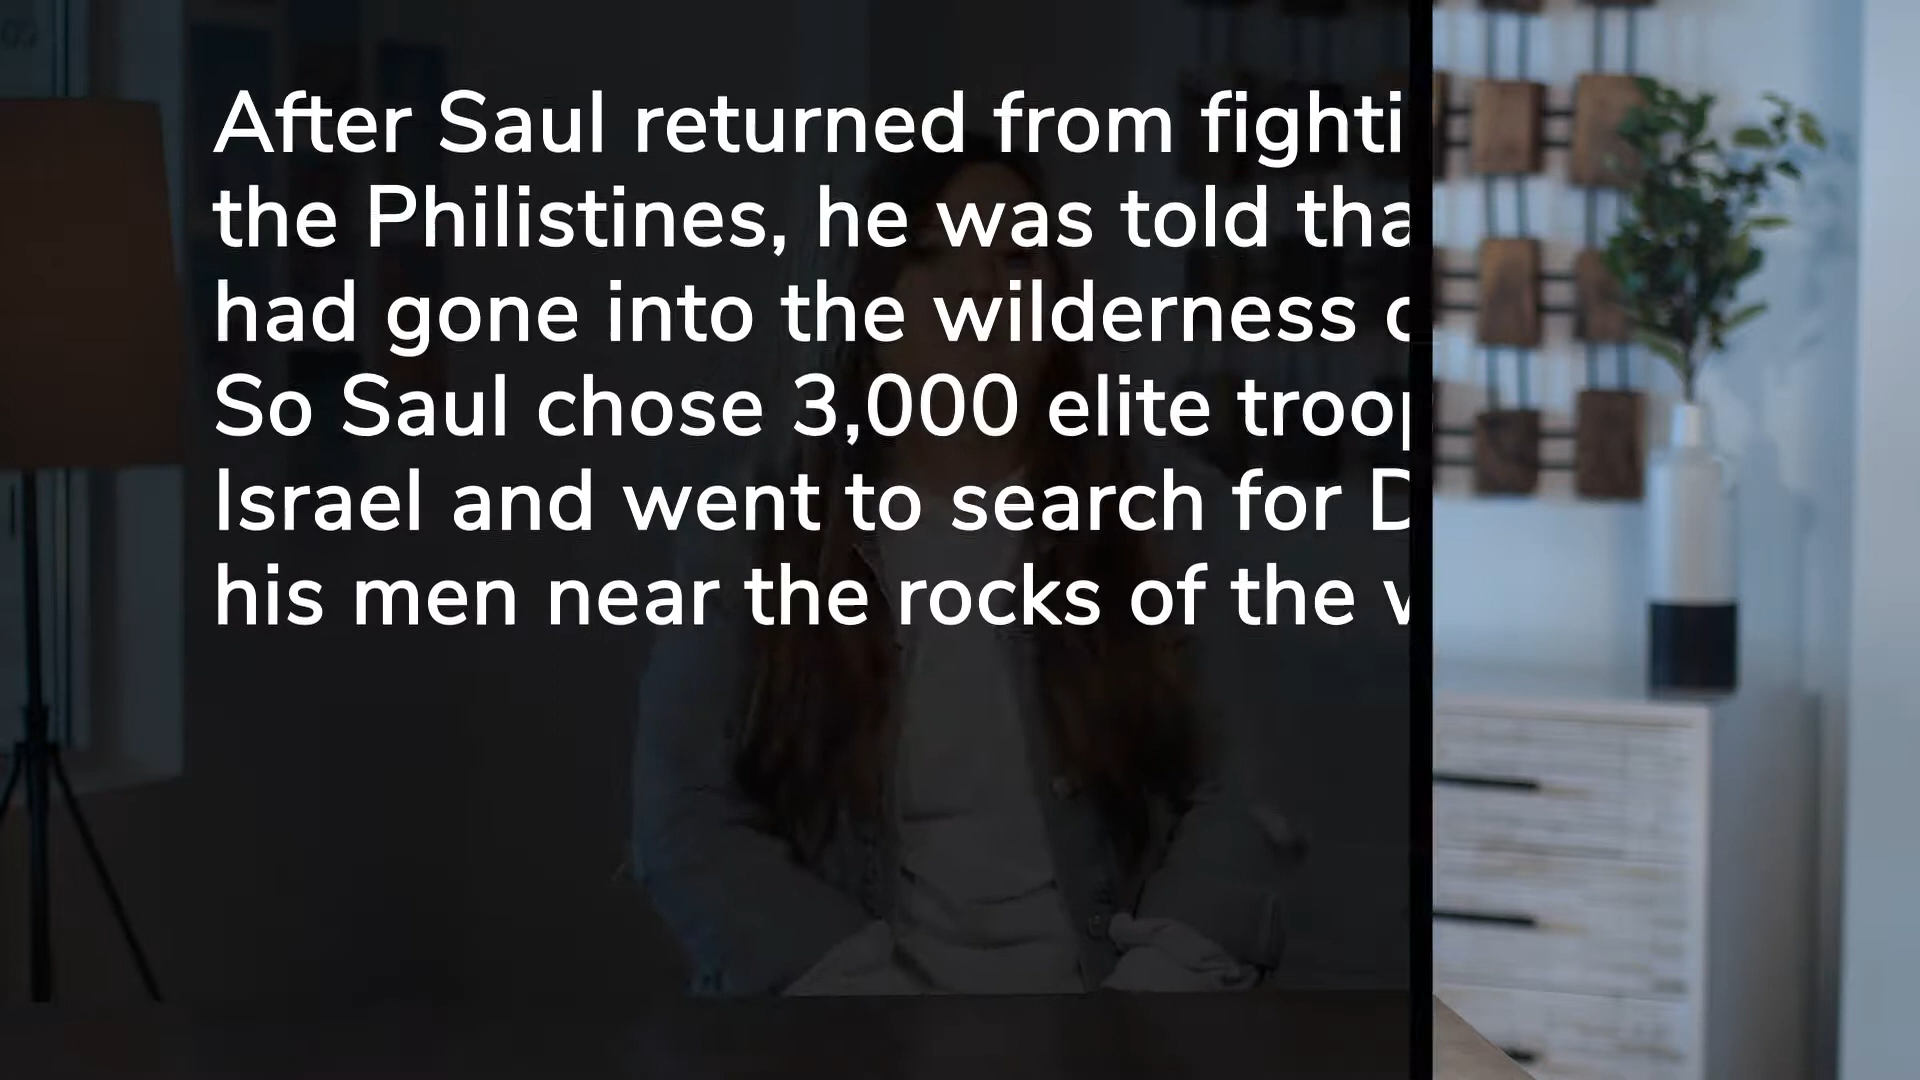 After Saul returned from fighti
the Philistines, he was told tha
had gone into the wilderness
So Saul chose 3,000 elite troop
Israel and went to search for D
his men near the rocks of the